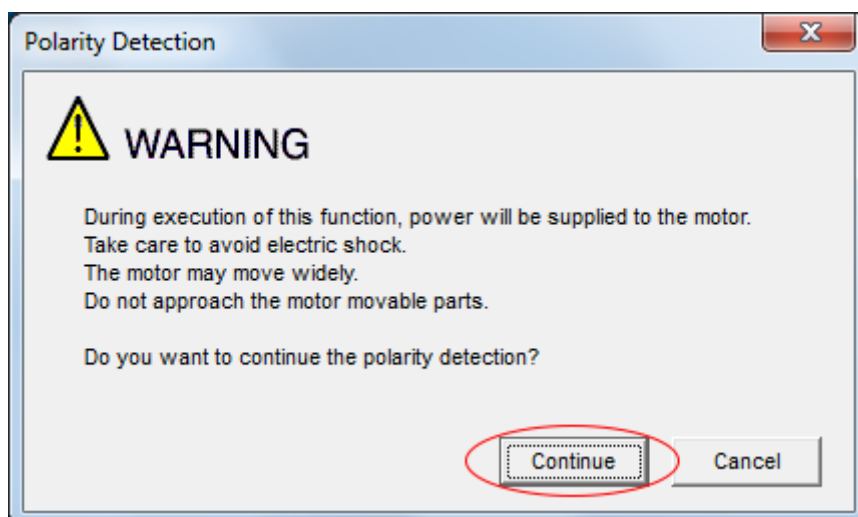 Polarity Detection
WARNING
During execution of this function, power will be supplied to the motor.
Take care to avoid electric shock.
The motor may move widely.
Do not approach the motor movable parts.
Do you want to continue the polarity detection?
Continue Cancel